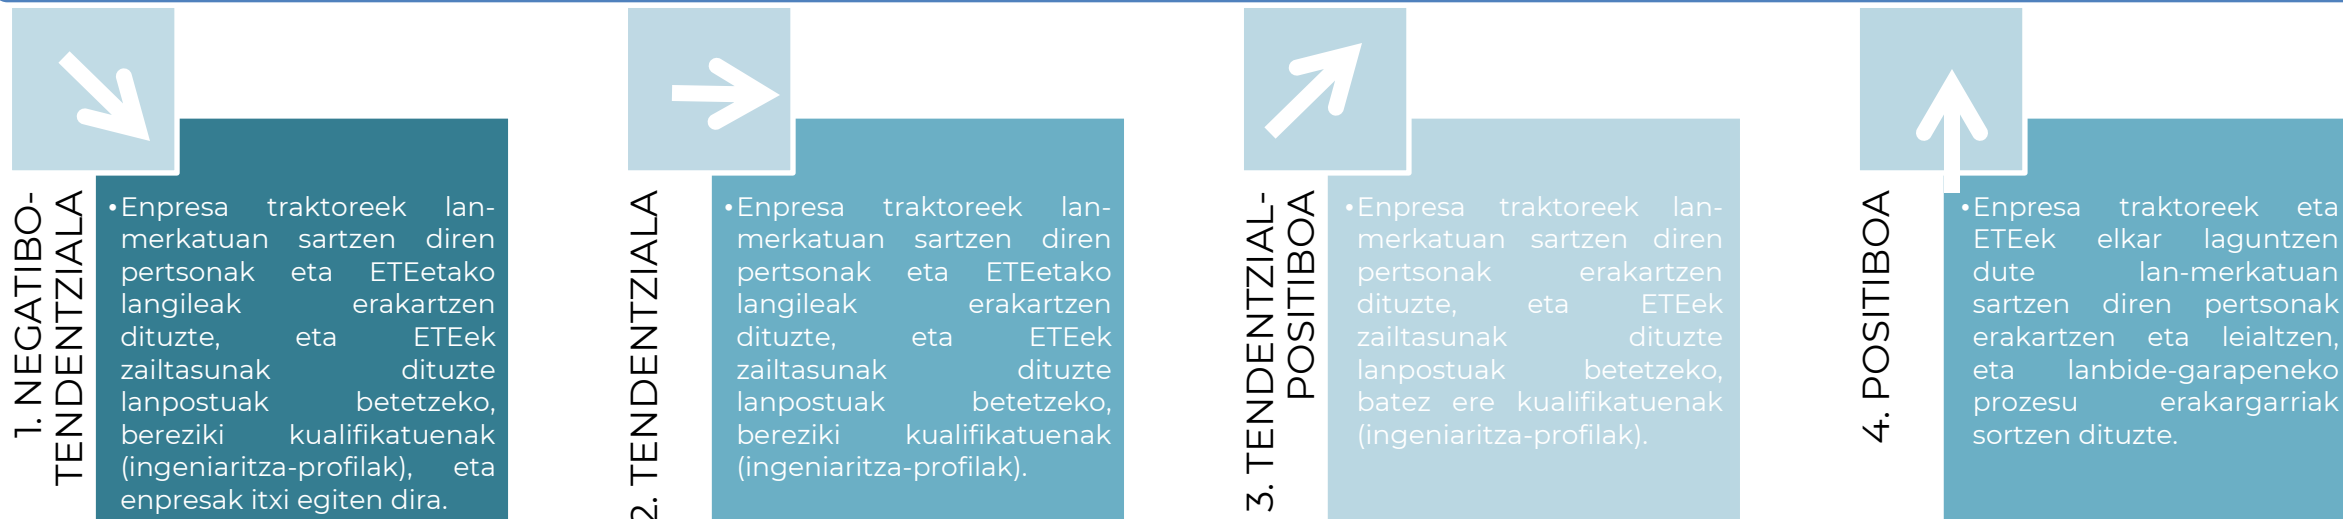 1. NEGATIBO-
TENDENTZIALA
•Enpresa traktoreek lan-
merkatuan sartzen diren
pertsonak eta ETEetako
langileak erakartzen
dituzte, eta ETEek
zailtasunak dituzte
lanpostuak betetzeko,
bereziki kualifikatuenak
(ingeniaritza-profilak), eta
enpresak itxi egiten dira.
2. TENDENTZIALA
•Enpresa traktoreek lan-
merkatuan sartzen diren
pertsonak eta ETEetako
langileak erakartzen
dituzte, eta ETEek
zailtasunak dituzte
lanpostuak betetzeko,
bereziki kualifikatuenak
(ingeniaritza-profilak).
3. TENDENTZIAL-
POSITIBOA
•Enpresa traktoreek lan-
merkatuan sartzen diren
pertsonak erakartzen
dituzte, eta ETEek
zailtasunak dituzte
lanpostuak betetzeko,
batez ere kualifikatuenak
(ingeniaritza-profilak).
4. POSITIBOA
•Enpresa traktoreek eta
ETEek elkar laguntzen
dute lan-merkatuan
sartzen diren pertsonak
erakartzen eta leialtzen,
eta lanbide-garapeneko
prozesu erakargarriak
sortzen dituzte.